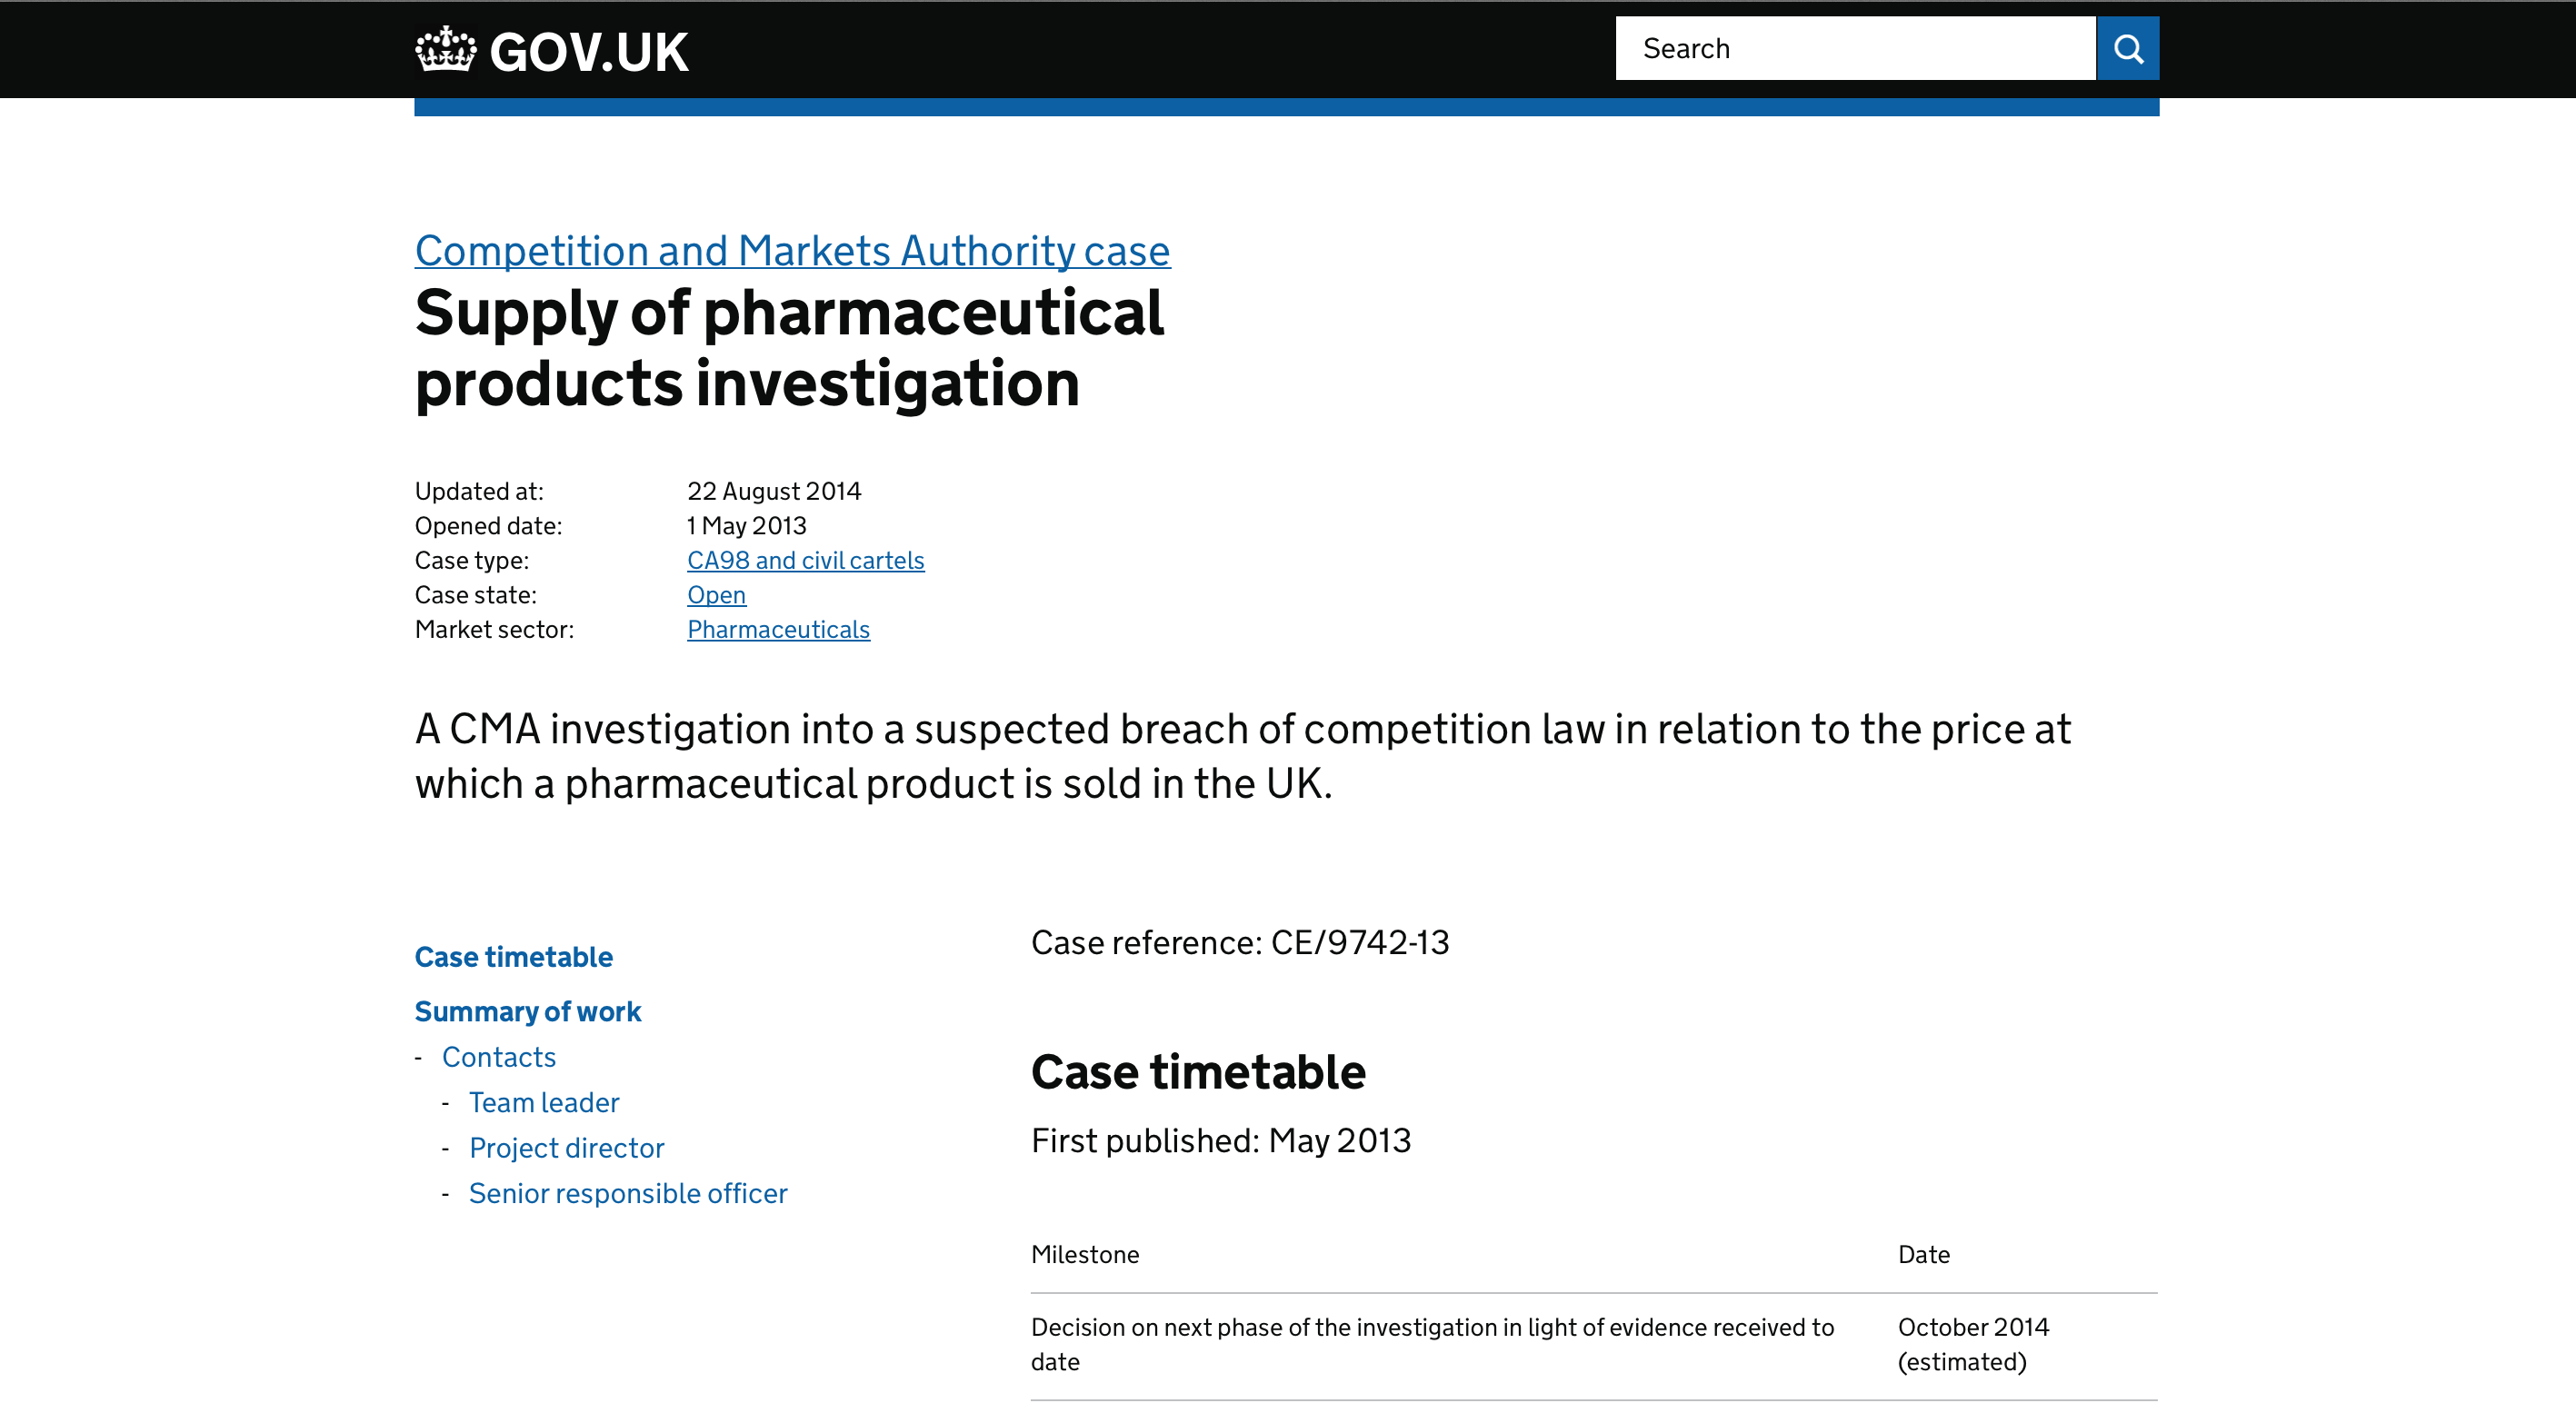 GOV.UK
Search
Competition and Markets Authority case
Supply of pharmaceutical
products investigation
Updated at: 22 August 2014
Opened date: 1 May 2013
Case type: CA98 and civil cartels
Case state: Open
Market sector: Pharmaceuticals
A CMA investigation into a suspected breach of competition law in relation to the price at
which a pharmaceutical product is sold in the UK.
Case timetable
Summary of work
- Contacts
- Team leader
- Project director
- Senior responsible officer
Case reference: CE/9742-13
Case timetable
First published: May 2013
Milestone Date
Decision on next phase of the investigation in light of evidence received to October 2014
date (estimated)